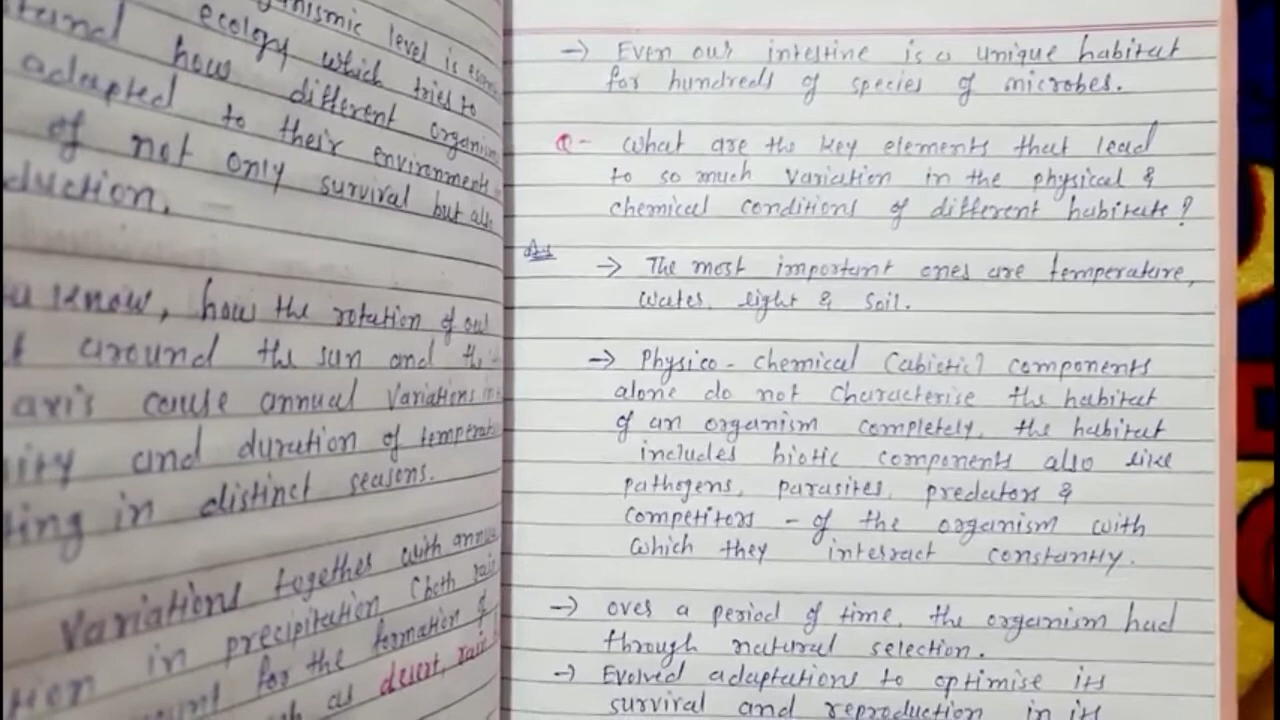 level is
ecology which tries to
how different
adapted to their environments
of not only survival but
duction.
know, how the rotation of our
around the sun and the
axis cause annual variations
and duration of
ting in distinct seasons.
Variations together with
in precipitation (both
for the formation of
as desert,
→ Even our intestine is a unique habitat
for hundreds of species of microbes.
Q- What are the key elements that lead
to so much variation in the physical &
chemical conditions of different habitats?
Ans
→ The most important ones are temperature,
water, light & soil.
→ Physico-chemical (abiotic) components
alone do not characterise the habitat
of an organism completely, the habitat
includes biotic components also like
pathogens, parasites, predators &
competitors - of the organism with
which they interact constantly.
→ over a period of time, the organism had
through natural selection.
→ Evolved adaptations to optimise its
survival and reproduction in its